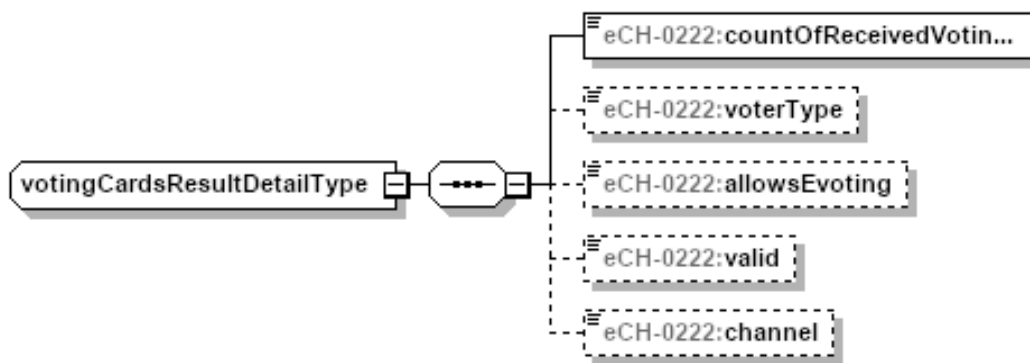 eCH-0222:countOfReceivedVotin...
eCH-0222:voterType
votingCardsResultDetailType
eCH-0222:allowsEvoting
eCH-0222:valid
eCH-0222:channel